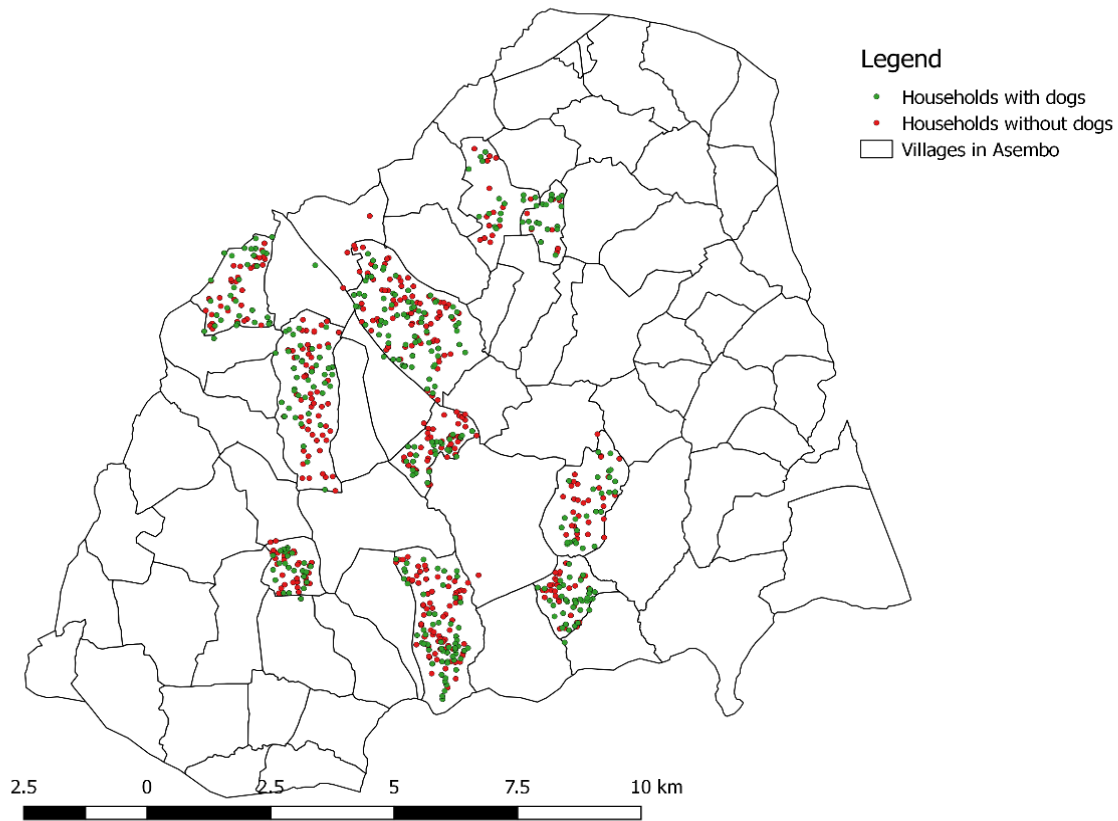 Legend
Households with dogs
Households without dogs
Villages in Asembo
2.5 0 2.5 5 7.5 10 km